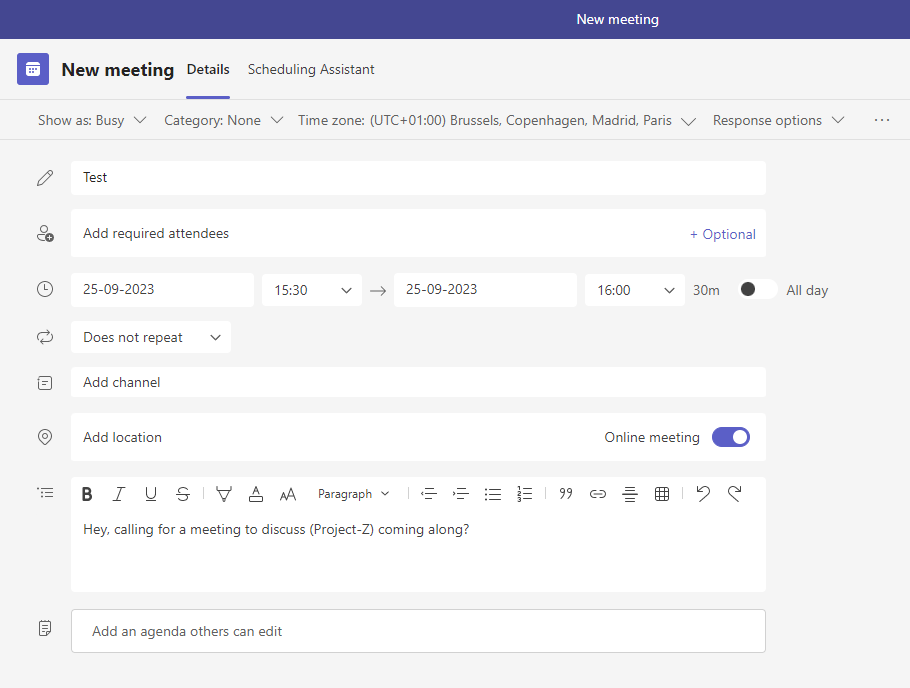 New meeting
New meeting Details Scheduling Assistant
Show as: Busy Category: None Time zone: (UTC+01:00) Brussels, Copenhagen, Madrid, Paris Response options ...
Test
Add required attendees + Optional
25-09-2023 15:30 → 25-09-2023 16:00 30m All day
Does not repeat
Add channel
Add location Online meeting
B I U S A AA Paragraph
Hey, calling for a meeting to discuss (Project-Z) coming along?
Add an agenda others can edit